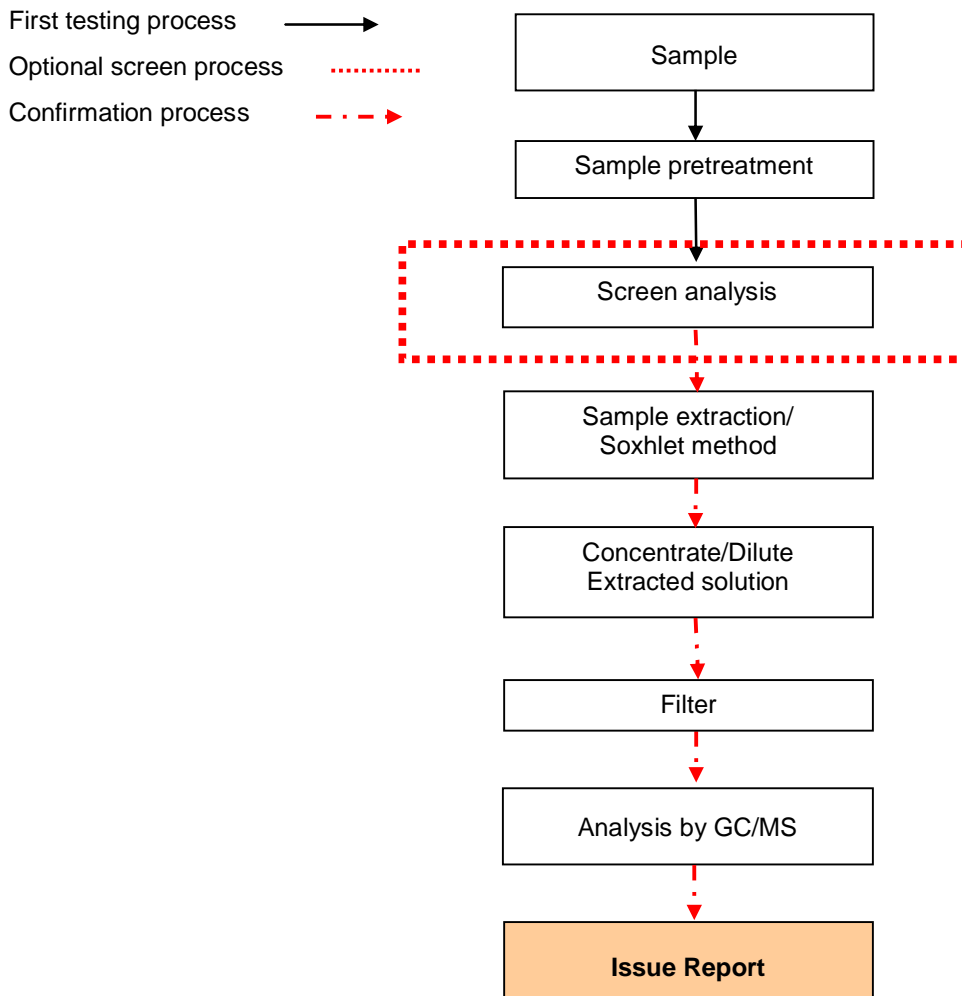 First testing process
Optional screen process
Confirmation process
Sample
Sample pretreatment
Screen analysis
Sample extraction/
Soxhlet method
Concentrate/Dilute
Extracted solution
Filter
Analysis by GC/MS
Issue Report